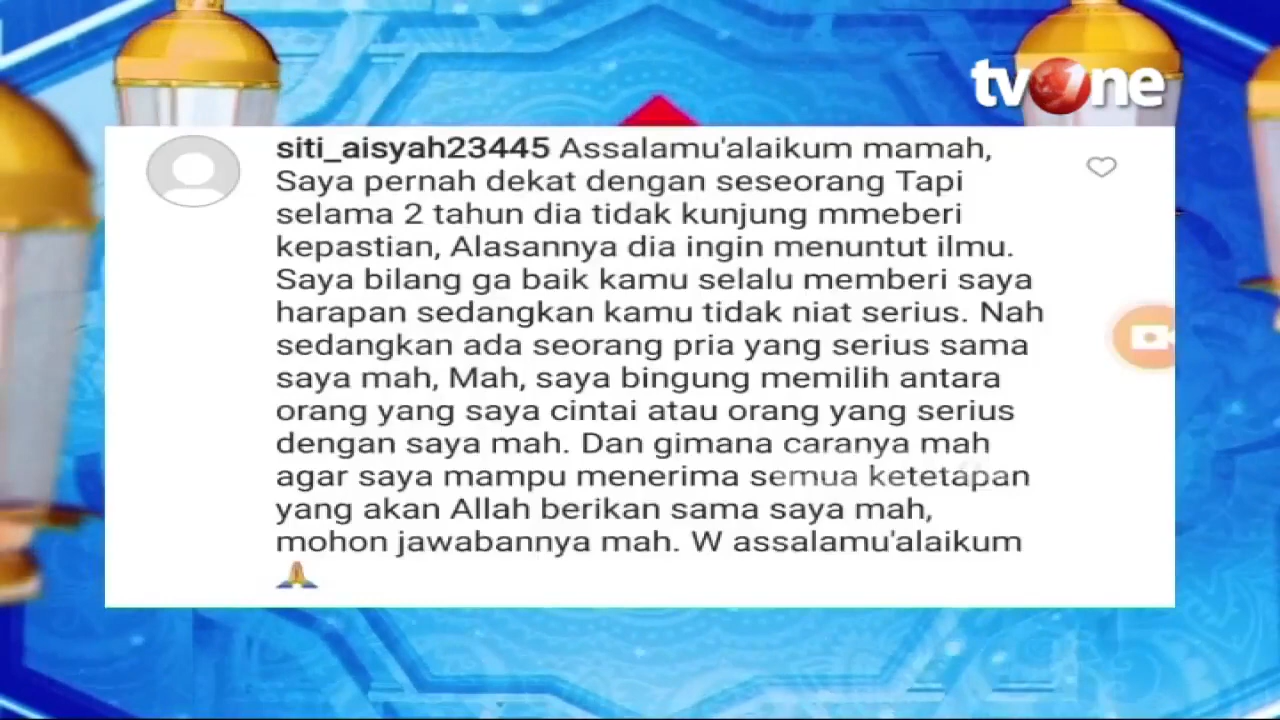 tvOne
siti_aisyah23445 Assalamu'alaikum mamah,
Saya pernah dekat dengan seseorang Tapi
selama 2 tahun dia tidak kunjung mmeberi
kepastian, Alasannya dia ingin menuntut ilmu.
Saya bilang ga baik kamu selalu memberi saya
harapan sedangkan kamu tidak niat serius. Nah
sedangkan ada seorang pria yang serius sama
saya mah, Mah, saya bingung memilih antara
orang yang saya cintai atau orang yang serius
dengan saya mah. Dan gimana caranya mah
agar saya mampu menerima semua ketetapan
yang akan Allah berikan sama saya mah,
mohon jawabannya mah. W assalamu'alaikum
🙏